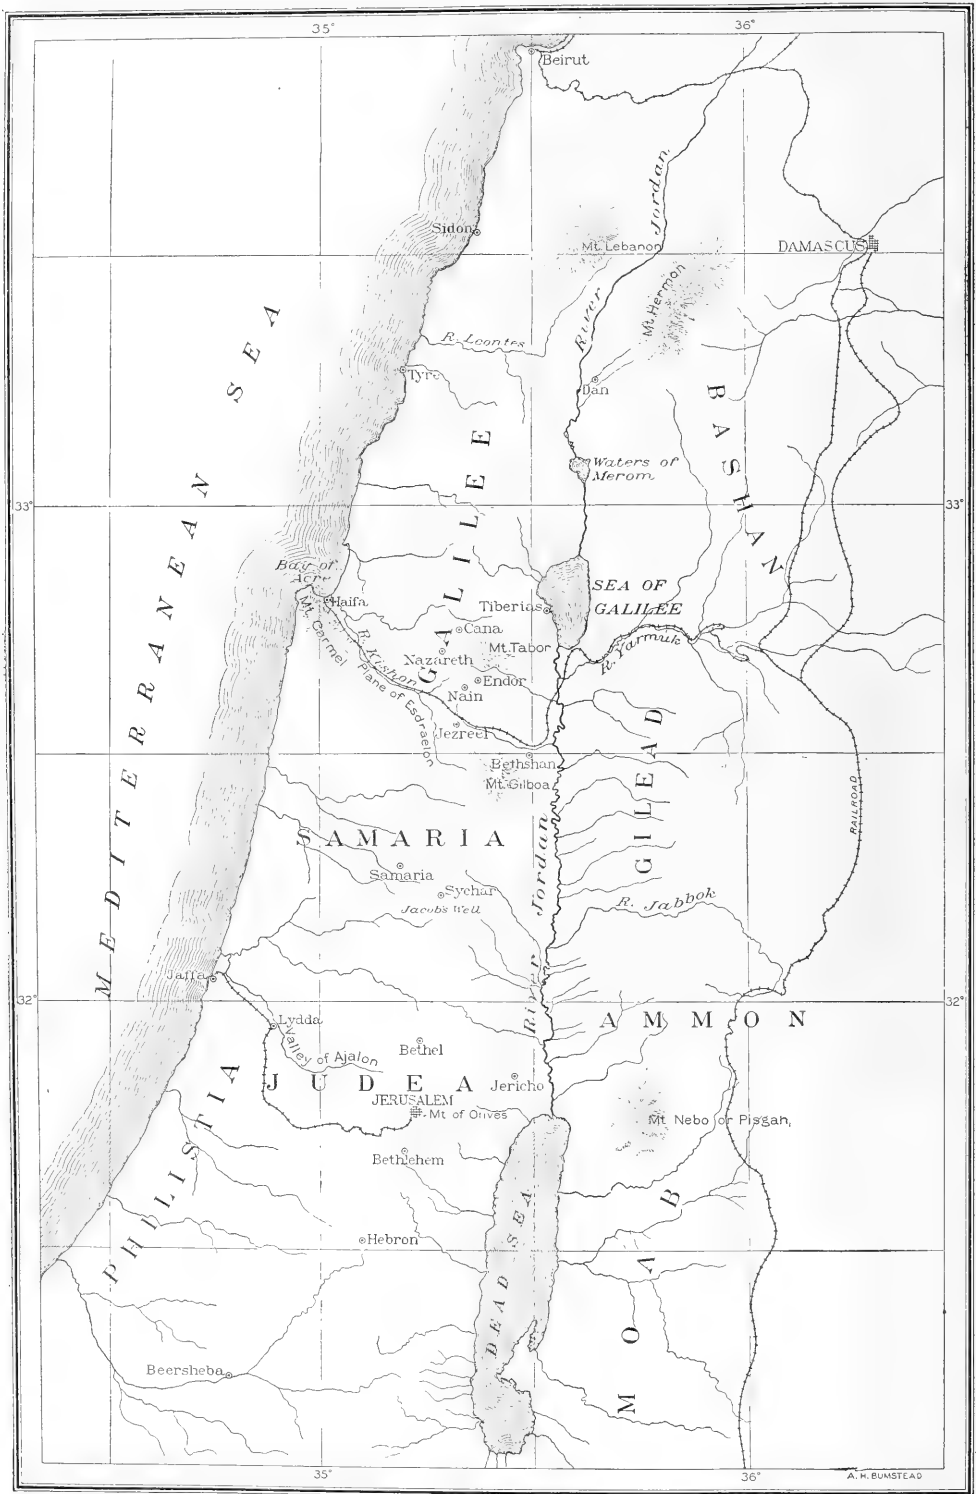 35°
36°
Beirut
River Jordan
Sidon
Mt. Lebanon
DAMASCUS
Mt. Hermon
MEDITERRANEAN SEA
R. Leontes
Tyre
Dan
BASHAN
GALILEE
Waters of
Merom
33°
33°
Bay of
Acre
Haifa
Mt. Carmel
SEA OF
GALILEE
Tiberias
Cana
R. Kishon
Nazareth
Mt. Tabor
R. Yarmuk
Plane of Esdraelon
Endor
Nain
Jezreel
Bethshan
Mt. Gilboa
GILEAD
RAILROAD
SAMARIA
Samaria
Sychar
Jacob's Well
River Jordan
R. Jabbok
Jaffa
32°
32°
Lydda
AMMON
Valley of Ajalon
Bethel
JUDEA
Jericho
JERUSALEM
Mt of Olives
Mt Nebo or Pisgah,
PHILISTIA
Bethlehem
Hebron
DEAD SEA
MOAB
Beersheba
35°
36°
A. H. BUMSTEAD